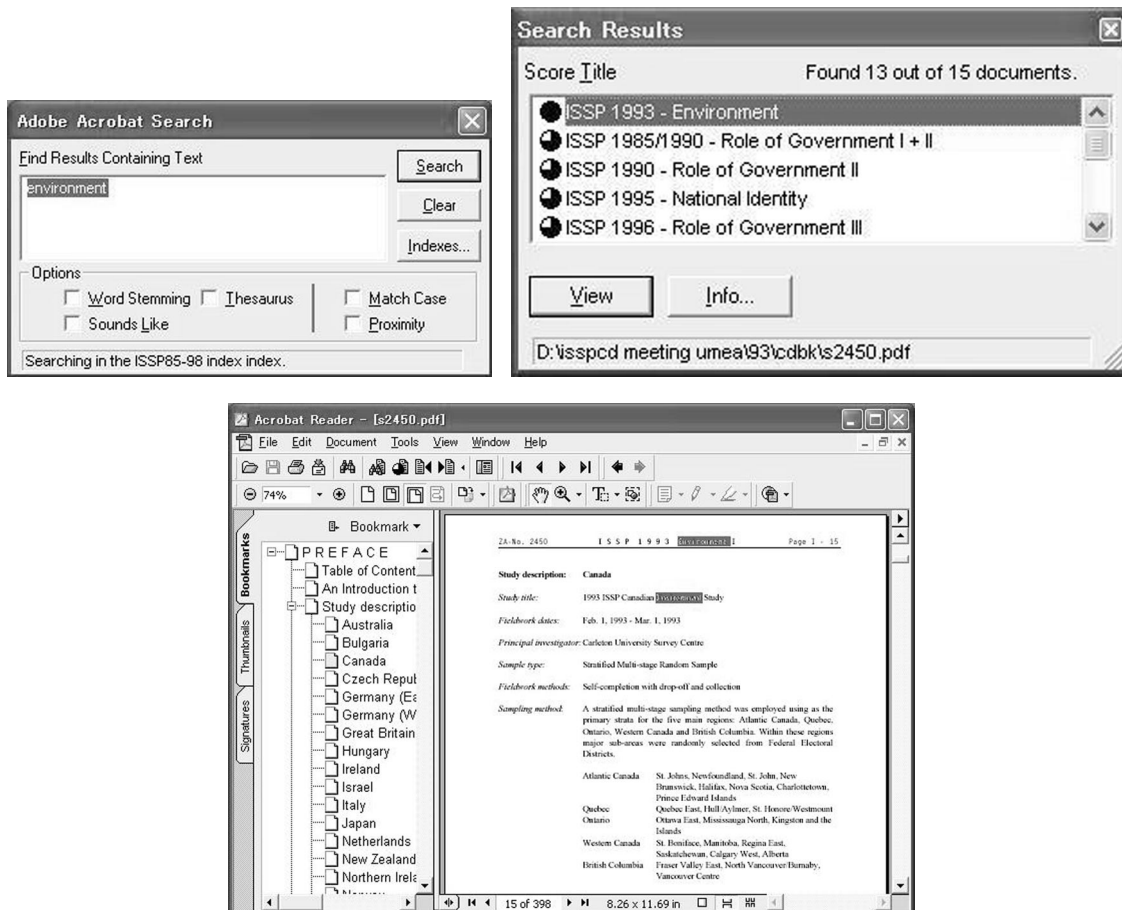 Adobe Acrobat Search
Find Results Containing Text
environment
Search
Clear
Indexes...
Options
Word Stemming Thesaurus Match Case
Sounds Like Proximity
Searching in the ISSP85-98 index index.
Search Results
Score Title Found 13 out of 15 documents.
ISSP 1993 - Environment
ISSP 1985/1990 - Role of Government I + II
ISSP 1990 - Role of Government II
ISSP 1995 - National Identity
ISSP 1996 - Role of Government III
View Info...
D:\isspcd meeting umea\93\cdbk\s2450.pdf
Acrobat Reader - [s2450.pdf]
File Edit Document Tools View Window Help
74%
Bookmarks
Thumbnails
Signatures
Bookmark
PREFACE
Table of Content
An Introduction t
Study descriptio
Australia
Bulgaria
Canada
Czech Republ
Germany (Ea
Germany (W
Great Britain
Hungary
Ireland
Israel
Italy
Japan
Netherlands
New Zealand
Northern Irela
ZA-No. 2450 ISSP 1993 Environment I Page I - 15
Study description: Canada
Study title: 1993 ISSP Canadian Environment Study
Fieldwork dates: Feb. 1, 1993 - Mar. 1, 1993
Principal investigator: Carleton University Survey Centre
Sample type: Stratified Multi-stage Random Sample
Fieldwork methods: Self-completion with drop-off and collection
Sampling method: A stratified multi-stage sampling method was employed using as the
primary strata for the five main regions: Atlantic Canada, Quebec,
Ontario, Western Canada and British Columbia. Within these regions
major sub-areas were randomly selected from Federal Electoral
Districts.
Atlantic Canada St. Johns, Newfoundland, St. John, New
Brunswick, Halifax, Nova Scotia, Charlottetown,
Prince Edward Islands
Quebec Quebec East, Hull/Aylmer, St. Honore/Westmount
Ontario Ottawa East, Mississauga North, Kingston and the
Islands
Western Canada St. Boniface, Manitoba, Regina East,
Saskatchewan, Calgary West, Alberta
British Columbia Fraser Valley East, North Vancouver/Burnaby,
Vancouver Centre
15 of 398 8.26 x 11.69 in